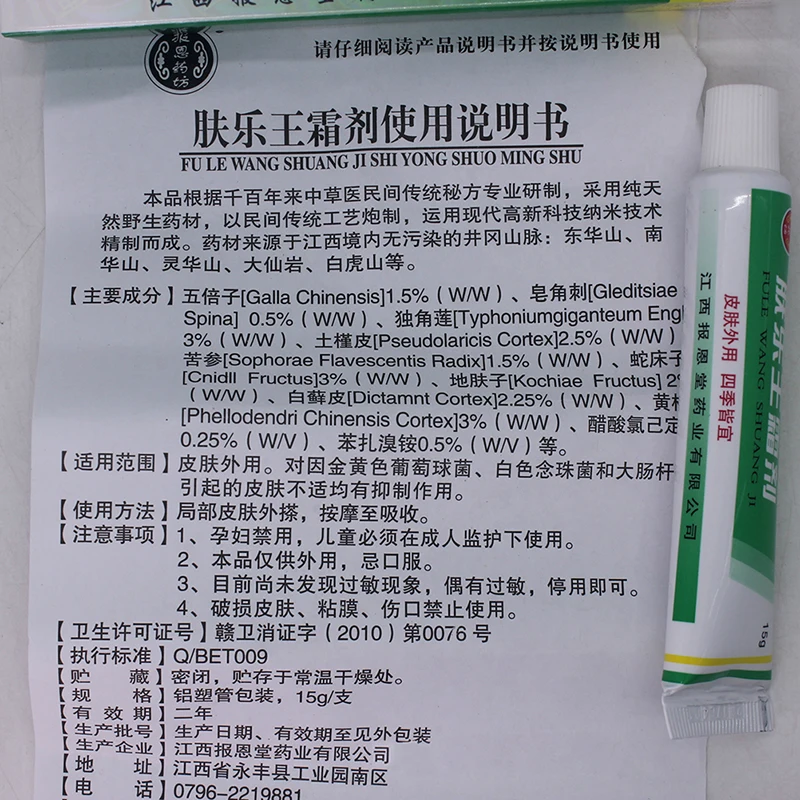 报恩药坊
请仔细阅读产品说明书并按说明书使用
肤乐王霜剂使用说明书
FU LE WANG SHUANG JI SHI YONG SHUO MING SHU
本品根据千百年来中草医民间传统秘方专业研制，采用纯天
然野生药材，以民间传统工艺炮制，运用现代高新科技纳米技术
精制而成。药材来源于江西境内无污染的井冈山脉：东华山、南
华山、灵华山、大仙岩、白虎山等。
【主要成分】五倍子[Galla Chinensis]1.5%（W/W）、皂角刺[Gleditsiae
Spina] 0.5%（W/W）、独角莲[Typhoniumgiganteum Engl
3%（W/W）、土槿皮[Pseudolaricis Cortex]2.5%（W/W）
苦参[Sophorae Flavescentis Radix]1.5%（W/W）、蛇床子
[Cnidll Fructus]3%（W/W）、地肤子[Kochiae Fructus] 2%
（W/W）、白藓皮[Dictamnt Cortex]2.25%（W/W）、黄柏
[Phellodendri Chinensis Cortex]3%（W/W）、醋酸氯己定
0.25%（W/V）、苯扎溴铵0.5%（W/V）等。
【适用范围】皮肤外用。对因金黄色葡萄球菌、白色念珠菌和大肠杆
引起的皮肤不适均有抑制作用。
【使用方法】局部皮肤外搽，按摩至吸收。
【注意事项】1、孕妇禁用，儿童必须在成人监护下使用。
2、本品仅供外用，忌口服。
3、目前尚未发现过敏现象，偶有过敏，停用即可。
4、破损皮肤、粘膜、伤口禁止使用。
【卫生许可证号】赣卫消证字（2010）第0076号
【执行标准】Q/BET009
【贮藏】密闭，贮存于常温干燥处。
【规格】铝塑管包装，15g/支
【有效期】二年
【生产批号】生产日期、有效期至见外包装
【生产企业】江西报恩堂药业有限公司
【地址】江西省永丰县工业园南区
【电话】0796-2219881
肤乐王霜剂
FULE WANG SHUANG JI
皮肤外用 四季皆宜
江西报恩堂药业有限公司
15g